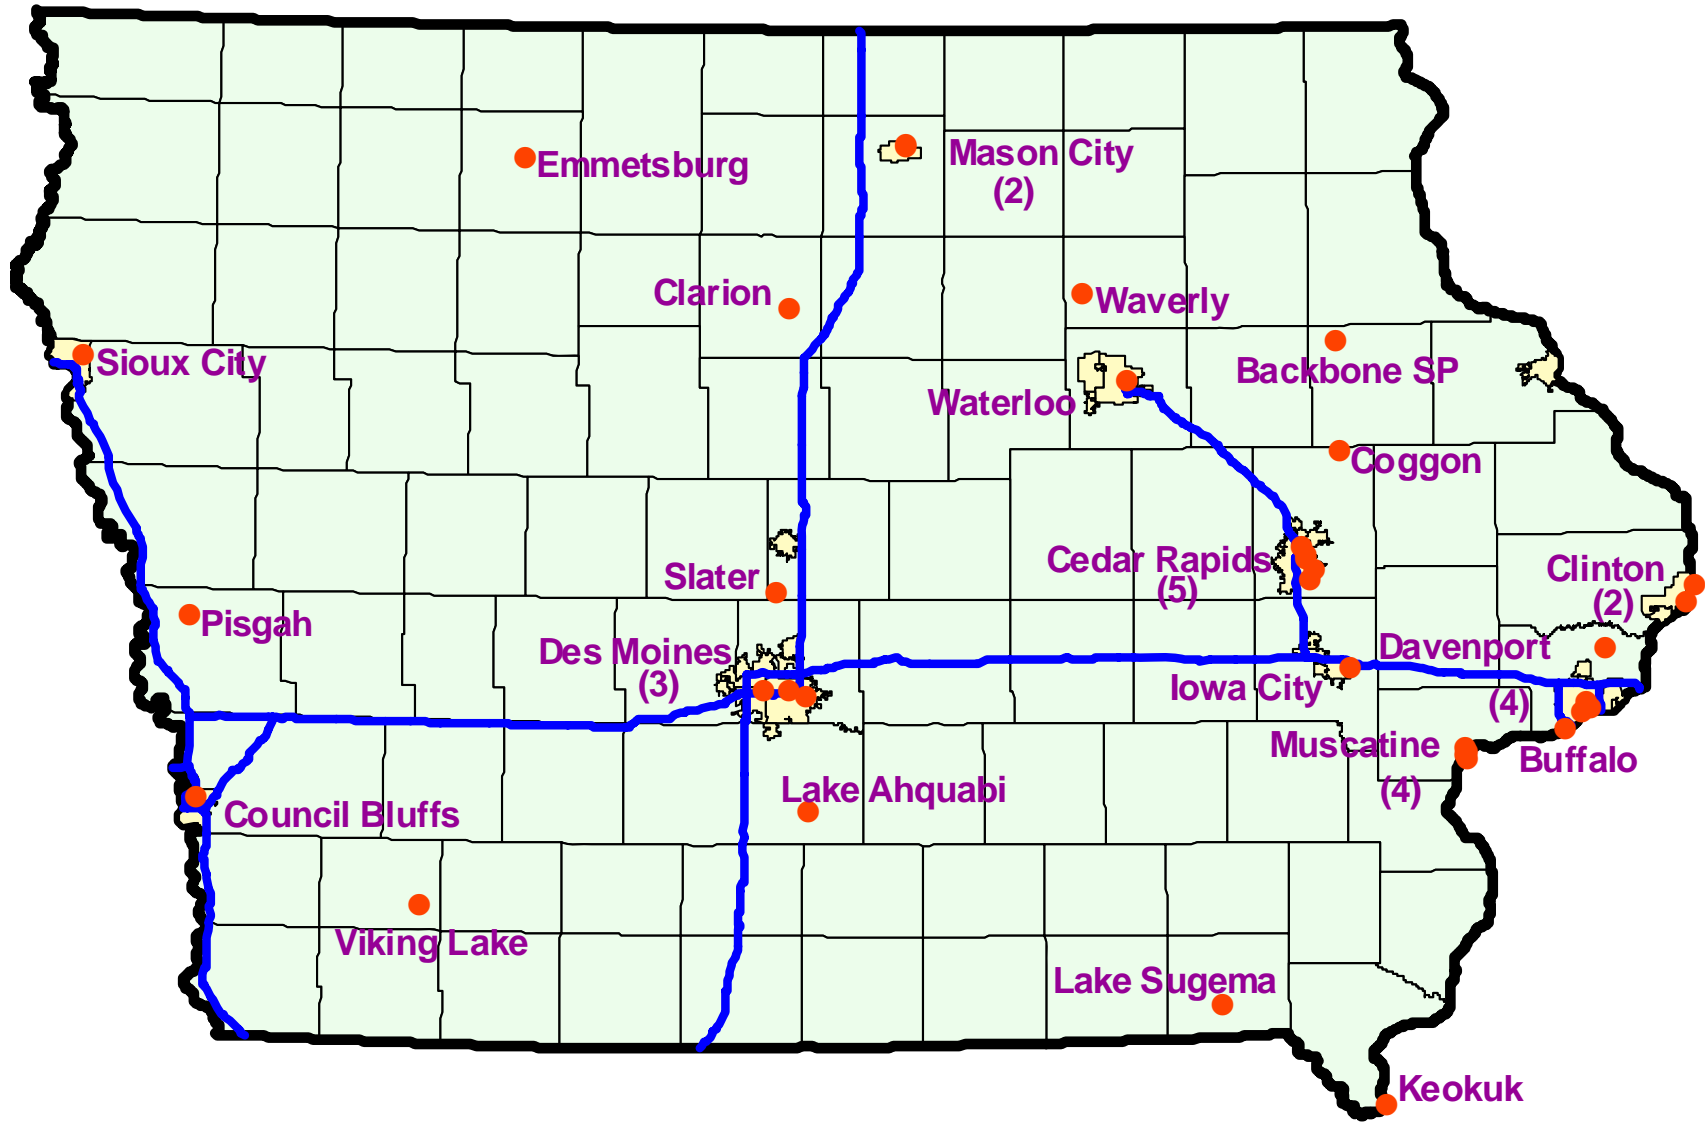 Emmetsburg
Mason City
(2)
Clarion
Waverly
Sioux City
Backbone SP
Waterloo
Coggon
Cedar Rapids
(5)
Slater
Clinton
(2)
Pisgah
Des Moines
(3)
Davenport
(4)
Iowa City
Muscatine
(4)
Buffalo
Lake Ahquabi
Council Bluffs
Viking Lake
Lake Sugema
Keokuk